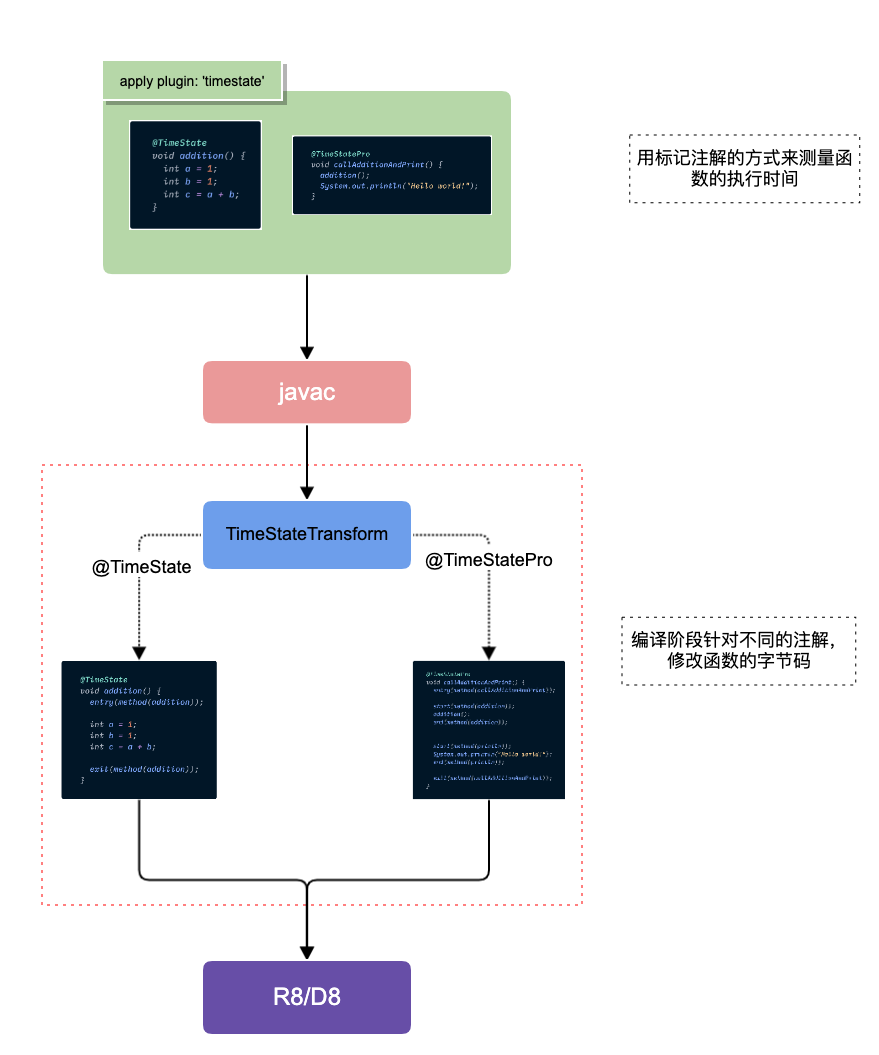 apply plugin: 'timestate'
@TimeState
void addition() {
int a = 1;
int b = 1;
int c = a + b;
}
@TimeStatePro
void callAdditionAndPrint() {
addition();
System.out.println("Hello world!");
}
用标记注解的方式来测量函
数的执行时间
javac
TimeStateTransform
@TimeState
@TimeStatePro
编译阶段针对不同的注解，
修改函数的字节码
@TimeState
void addition() {
entry(method(addition));
int a = 1;
int b = 1;
int c = a + b;
exit(method(addition));
}
@TimeStatePro
void callAdditionAndPrint() {
entry(method(callAdditionAndPrint));
start(method(addition));
addition();
end(method(addition));
start(method(println));
System.out.println("Hello world!");
end(method(println));
exit(method(callAdditionAndPrint));
}
R8/D8